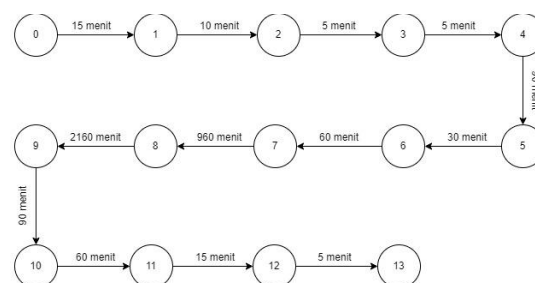 15 menit
10 menit
5 menit
5 menit
0
1
2
3
4
menit
2160 menit
960 menit
60 menit
30 menit
9
8
7
6
5
90 menit
60 menit
15 menit
5 menit
10
11
12
13